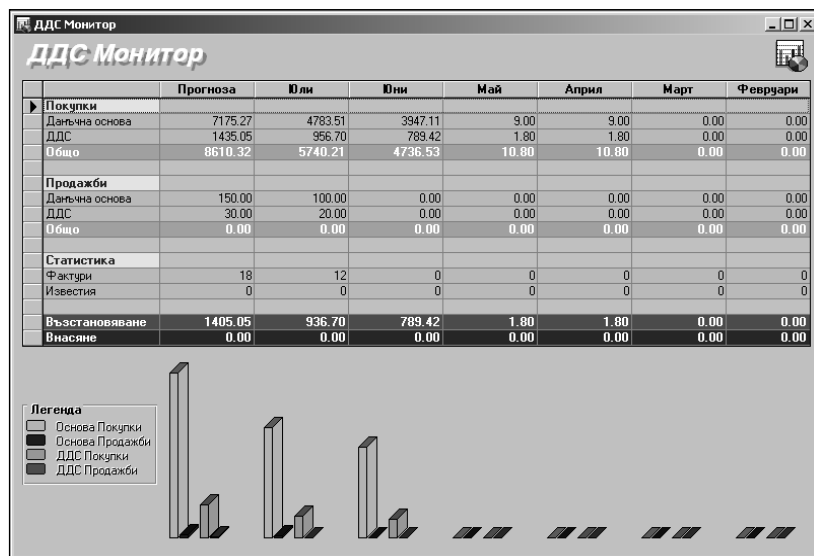 ДДС Монитор
ДДС Монитор
Прогноза Юли Юни Май Април Март Февруари
Покупки
Данъчна основа 7175.27 4783.51 3947.11 9.00 9.00 0.00 0.00
ДДС 1435.05 956.70 789.42 1.80 1.80 0.00 0.00
Общо 8610.32 5740.21 4736.53 10.80 10.80 0.00 0.00
Продажби
Данъчна основа 150.00 100.00 0.00 0.00 0.00 0.00 0.00
ДДС 30.00 20.00 0.00 0.00 0.00 0.00 0.00
Общо 0.00 0.00 0.00 0.00 0.00 0.00 0.00
Статистика
Фактури 18 12 0 0 0 0 0
Известия 0 0 0 0 0 0 0
Възстановяване 1405.05 936.70 789.42 1.80 1.80 0.00 0.00
Внасяне 0.00 0.00 0.00 0.00 0.00 0.00 0.00
Легенда
Основа Покупки
Основа Продажби
ДДС Покупки
ДДС Продажби